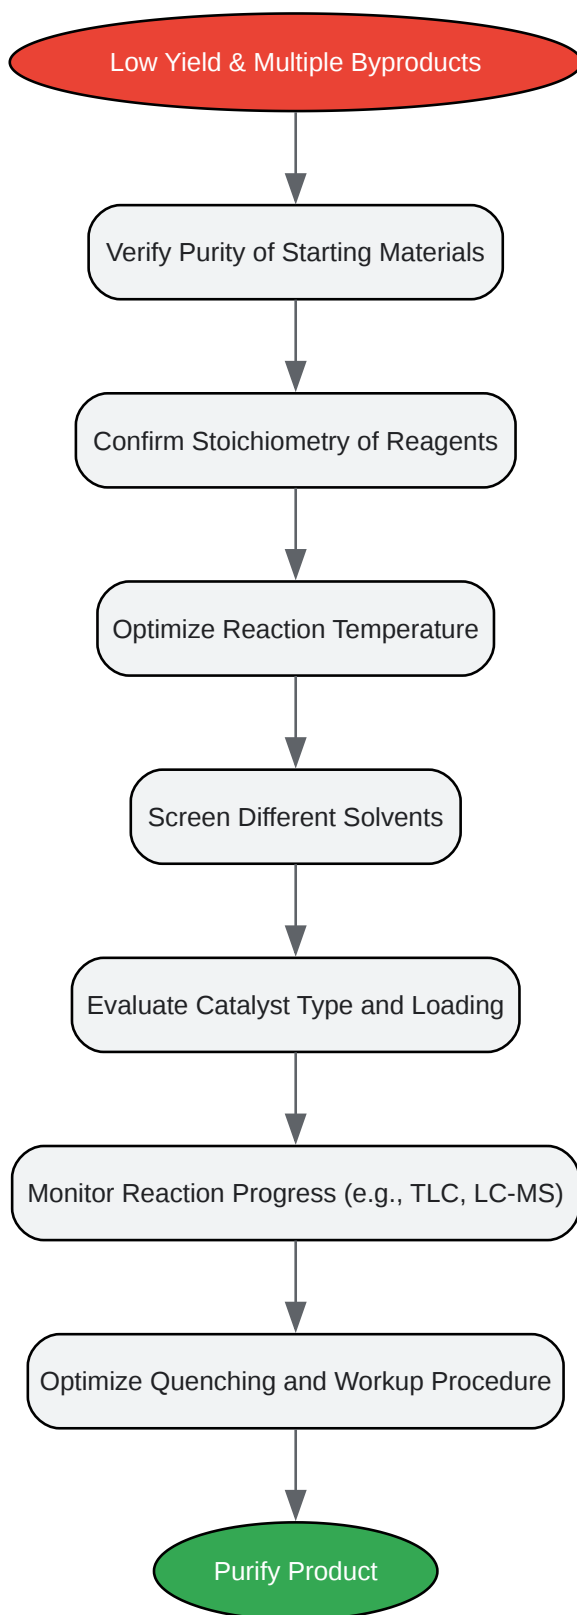 Low Yield & Multiple Byproducts
Verify Purity of Starting Materials
Confirm Stoichiometry of Reagents
Optimize Reaction Temperature
Screen Different Solvents
Evaluate Catalyst Type and Loading
Monitor Reaction Progress (e.g., TLC, LC-MS)
Optimize Quenching and Workup Procedure
Purify Product